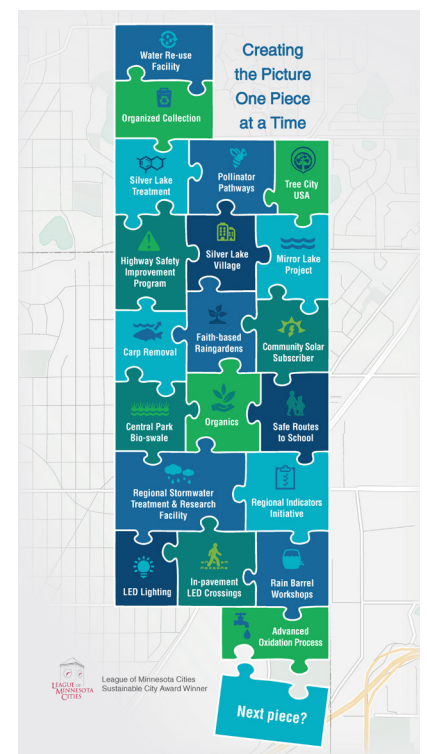 Creating
the Picture
One Piece
at a Time
Water Re-use
Facility
Organized Collection
Silver Lake
Treatment
Pollinator
Pathways
Tree City
USA
Highway Safety
Improvement
Program
Silver Lake
Village
Mirror Lake
Project
Carp Removal
Faith-based
Raingardens
Community Solar
Subscriber
Central Park
Bio-swale
Organics
Safe Routes
to School
Regional Stormwater
Treatment & Research
Facility
Regional Indicators
Initiative
LED Lighting
In-pavement
LED Crossings
Rain Barrel
Workshops
Advanced
Oxidation Process
Next piece?
LEAGUE OF
MINNESOTA
CITIES
League of Minnesota Cities
Sustainable City Award Winner